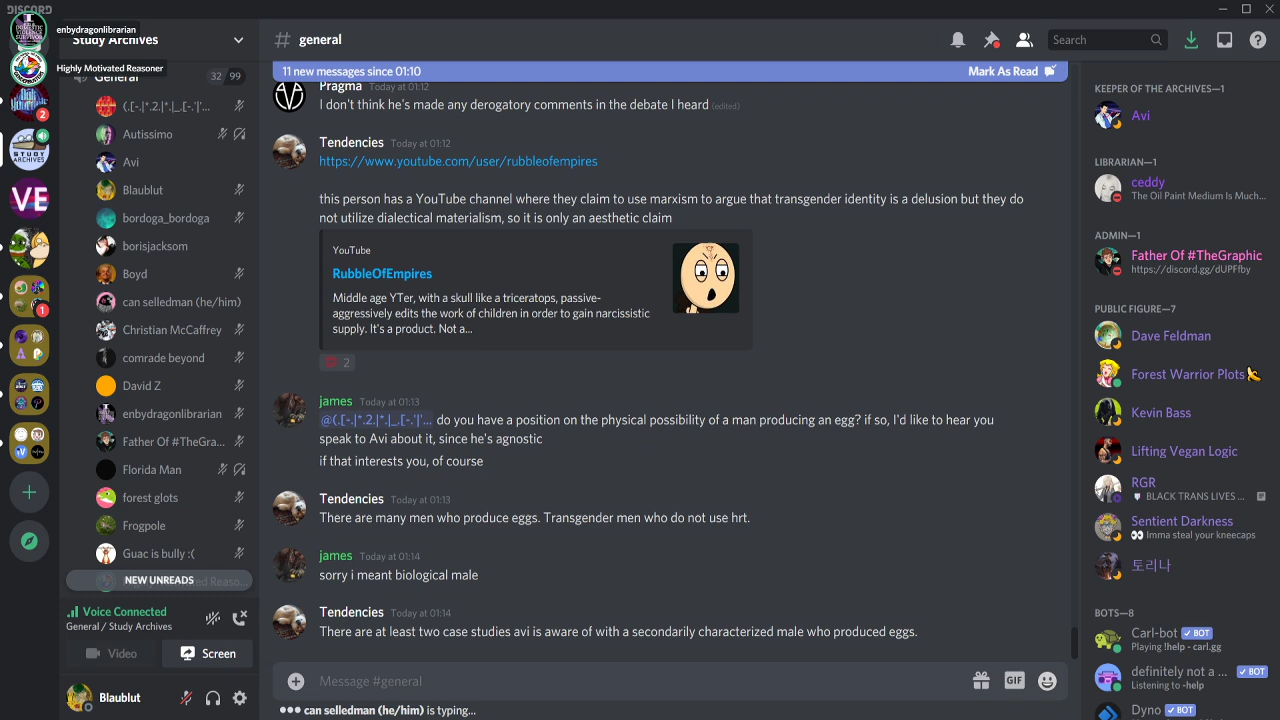 DISCORD
enbydragonlibrarian
Study Archives
# general
Search
Highly Motivated Reasoner
General
32 99
11 new messages since 01:10
Mark As Read
(.[-.|*.2.|*.|_.[-.'|'...
Autissimo
Avi
Blaublut
bordoga_bordoga
borisjacksom
Boyd
can selledman (he/him)
Christian McCaffrey
comrade beyond
David Z
enbydragonlibrarian
Father Of #TheGra...
Florida Man
forest glots
Frogpole
Guac is bully :(
NEW UNREADS
Voice Connected
General / Study Archives
Video
Screen
Blaublut
2
STUDY
ARCHIVES
VE
1
Pragma Today at 01:12
I don't think he's made any derogatory comments in the debate I heard (edited)
Tendencies Today at 01:12
https://www.youtube.com/user/rubbleofempires
this person has a YouTube channel where they claim to use marxism to argue that transgender identity is a delusion but they do
not utilize dialectical materialism, so it is only an aesthetic claim
YouTube
RubbleOfEmpires
Middle age YTer, with a skull like a triceratops, passive-
aggressively edits the work of children in order to gain narcissistic
supply. It's a product. Not a...
2
james Today at 01:13
@(.[-.|*.2.|*.|_.[-.'|'... do you have a position on the physical possibility of a man producing an egg? if so, I'd like to hear you
speak to Avi about it, since he's agnostic
if that interests you, of course
Tendencies Today at 01:13
There are many men who produce eggs. Transgender men who do not use hrt.
james Today at 01:14
sorry i meant biological male
Tendencies Today at 01:14
There are at least two case studies avi is aware of with a secondarily characterized male who produced eggs.
Message #general
GIF
can selledman (he/him) is typing...
KEEPER OF THE ARCHIVES—1
Avi
LIBRARIAN—1
ceddy
The Oil Paint Medium Is Much...
ADMIN—1
Father Of #TheGraphic
https://discord.gg/dUPFfby
PUBLIC FIGURE—7
Dave Feldman
Forest Warrior Plots
Kevin Bass
Lifting Vegan Logic
RGR
BLACK TRANS LIVES ...
Sentient Darkness
Imma steal your kneecaps
토리나
BOTS—8
Carl-bot BOT
Playing !help - carl.gg
definitely not a ... BOT
Listening to -help
Dyno BOT